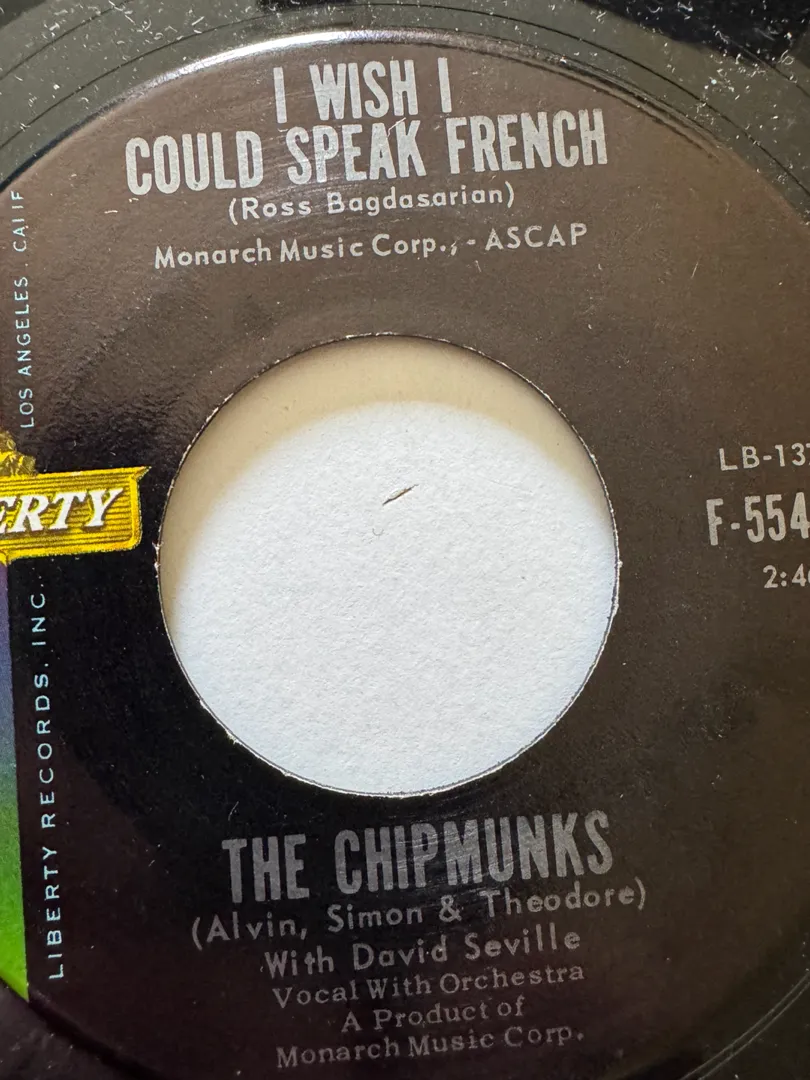 I WISH I
COULD SPEAK FRENCH
(Ross Bagdasarian)
Monarch Music Corp., - ASCAP
LOS ANGELES, CALIF
ERTY
LIBERTY RECORDS, INC.
LB-137
F-554
2:4
THE CHIPMUNKS
(Alvin, Simon & Theodore)
With David Seville
Vocal With Orchestra
A Product of
Monarch Music Corp.